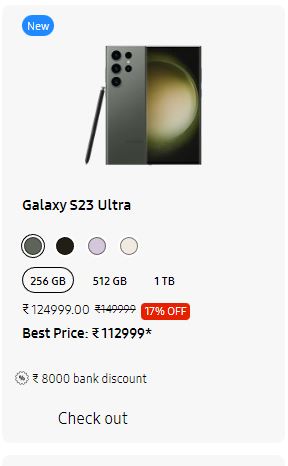 New
Galaxy S23 Ultra
256 GB 512 GB 1 TB
₹ 124999.00 ₹149999 17% OFF
Best Price: ₹ 112999*
₹ 8000 bank discount
Check out